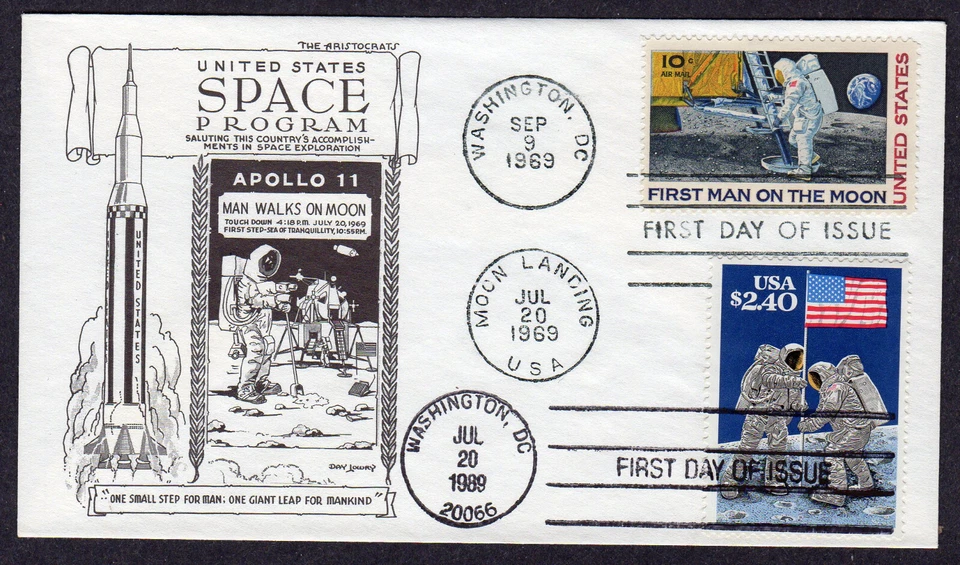 THE ARISTOCRATS
UNITED STATES
SPACE
PROGRAM
SALUTING THIS COUNTRY'S ACCOMPLISH-
MENTS IN SPACE EXPLORATION
APOLLO 11
MAN WALKS ON MOON
TOUCH DOWN 4:18 P.M. JULY 20, 1969
FIRST STEP-SEA OF TRANQUILLITY, 10:55 P.M.
UNITED STATES
DAY LOWRY
"ONE SMALL STEP FOR MAN; ONE GIANT LEAP FOR MANKIND"
WASHINGTON, DC
SEP
9
1969
MOON LANDING
JUL
20
1969
USA
WASHINGTON, DC
JUL
20
1989
20066
10¢
AIR MAIL
UNITED STATES
FIRST MAN ON THE MOON
FIRST DAY OF ISSUE
USA
$2.40
FIRST DAY OF ISSUE